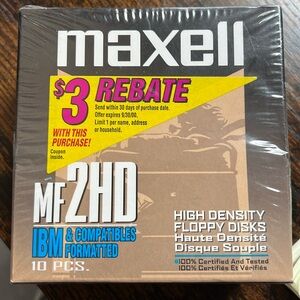 maxell
$3 REBATE
Send within 30 days of purchase date.
Offer expires 9/30/00.
Limit 1 per name, address
or household.
WITH THIS
PURCHASE!
Coupon
inside.
MF 2HD
IBM & COMPATIBLES
FORMATTED
10 PCS.
HIGH DENSITY
FLOPPY DISKS
Haute Densité
Disque Souple
100% Certified And Tested
100% Certifiés Et Vérifiés